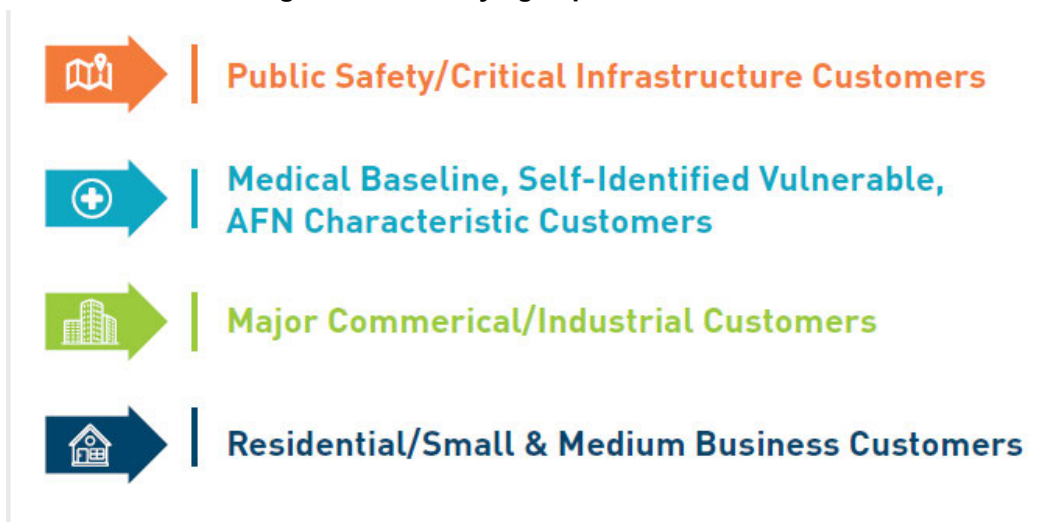 Public Safety/Critical Infrastructure Customers
Medical Baseline, Self-Identified Vulnerable,
AFN Characteristic Customers
Major Commerical/Industrial Customers
Residential/Small & Medium Business Customers